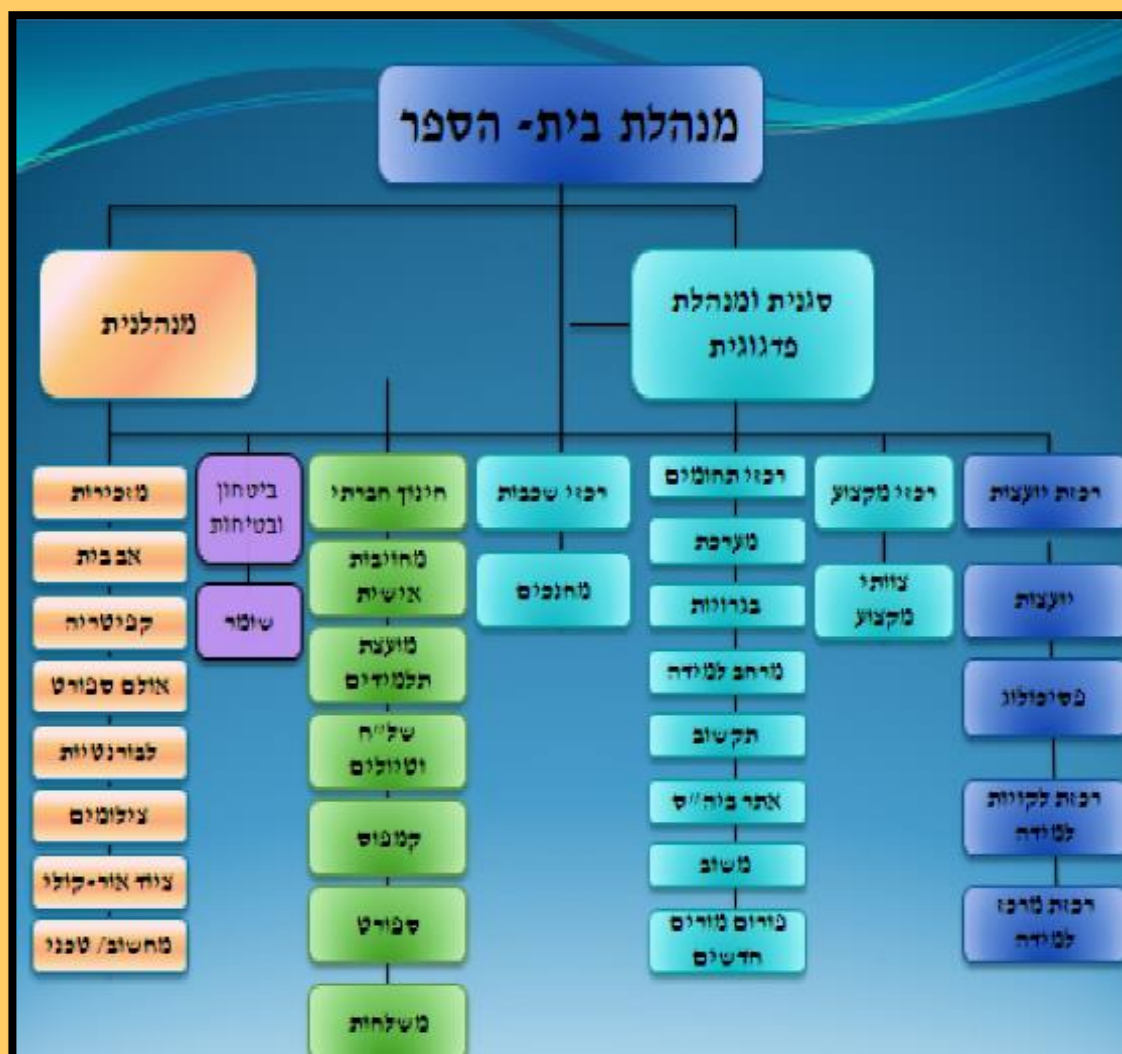 מנהלת בית- הספר
סגנית ומנהלת
פדגוגית
מנהלנית
רכזת יועצות
יועצות
פסיכולוג
רכזת לקויות
למידה
רכזת מרכז
למידה
רכזי מקצוע
צוותי
מקצוע
רכזי תחומים
מערכת
בגרויות
מרחב למידה
תקשוב
אתר ביה"ס
משוב
פורום מורים
חדשים
רכזי שכבות
מחנכים
חינוך חברתי
מחויבות
אישית
מועצת
תלמידים
של"ח
וטיולים
קמפוס
ספורט
משלחות
ביטחון
ובטיחות
שומר
מזכירות
אב בית
קפיטריה
אולם ספורט
לבורנטיות
צילומים
ציוד אור-קולי
מחשוב/ טכני